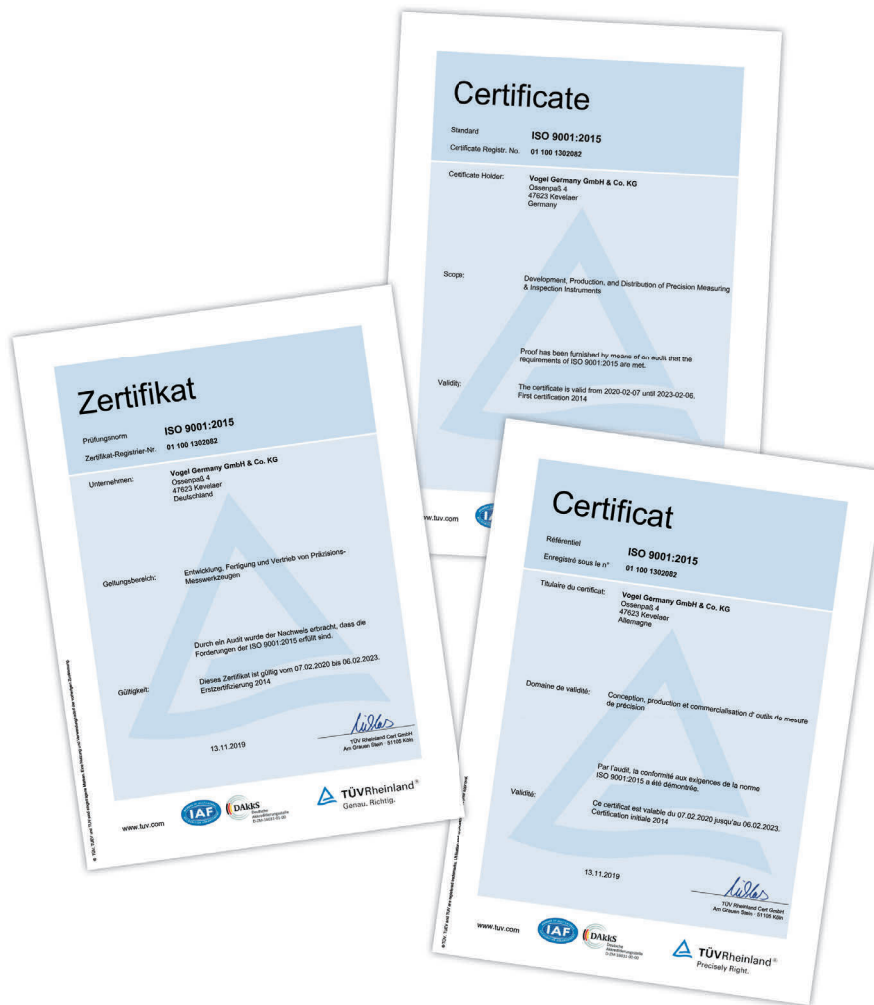 Certificate
Standard ISO 9001:2015
Certificate Registr. No. 01 100 1302082
Certificate Holder: Vogel Germany GmbH & Co. KG
Ossenpaß 4
47623 Kevelaer
Germany
Scope: Development, Production, and Distribution of Precision Measuring
& Inspection Instruments
Proof has been furnished by means of an audit that the
requirements of ISO 9001:2015 are met.
Validity: The certificate is valid from 2020-02-07 until 2023-02-06.
First certification 2014
www.tuv.com
Zertifikat
Prüfungsnorm ISO 9001:2015
Zertifikat-Registrier-Nr. 01 100 1302082
Unternehmen: Vogel Germany GmbH & Co. KG
Ossenpaß 4
47623 Kevelaer
Deutschland
Geltungsbereich: Entwicklung, Fertigung und Vertrieb von Präzisions-
Messwerkzeugen
Durch ein Audit wurde der Nachweis erbracht, dass die
Forderungen der ISO 9001:2015 erfüllt sind.
Gültigkeit: Dieses Zertifikat ist gültig vom 07.02.2020 bis 06.02.2023.
Erstzertifizierung 2014
13.11.2019
TÜV Rheinland Cert GmbH
Am Grauen Stein · 51105 Köln
www.tuv.com
IAF
DAkkS
Deutsche
Akkreditierungsstelle
TÜVRheinland®
Genau. Richtig.
Certificat
Référentiel ISO 9001:2015
Enregistré sous le n° 01 100 1302082
Titulaire du certificat: Vogel Germany GmbH & Co. KG
Ossenpaß 4
47623 Kevelaer
Allemagne
Domaine de validité: Conception, production et commercialisation d' outils de mesure
de précision
Par l'audit, la conformité aux exigences de la norme
ISO 9001:2015 a été démontrée.
Validité: Ce certificat est valable du 07.02.2020 jusqu'au 06.02.2023.
Certification initiale 2014
13.11.2019
TÜV Rheinland Cert GmbH
Am Grauen Stein · 51105 Köln
www.tuv.com
IAF
DAkkS
Deutsche
Akkreditierungsstelle
TÜVRheinland®
Precisely Right.